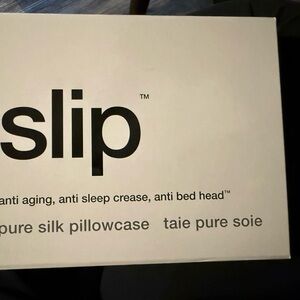 slip™
anti aging, anti sleep crease, anti bed head™
pure silk pillowcase taie pure soie